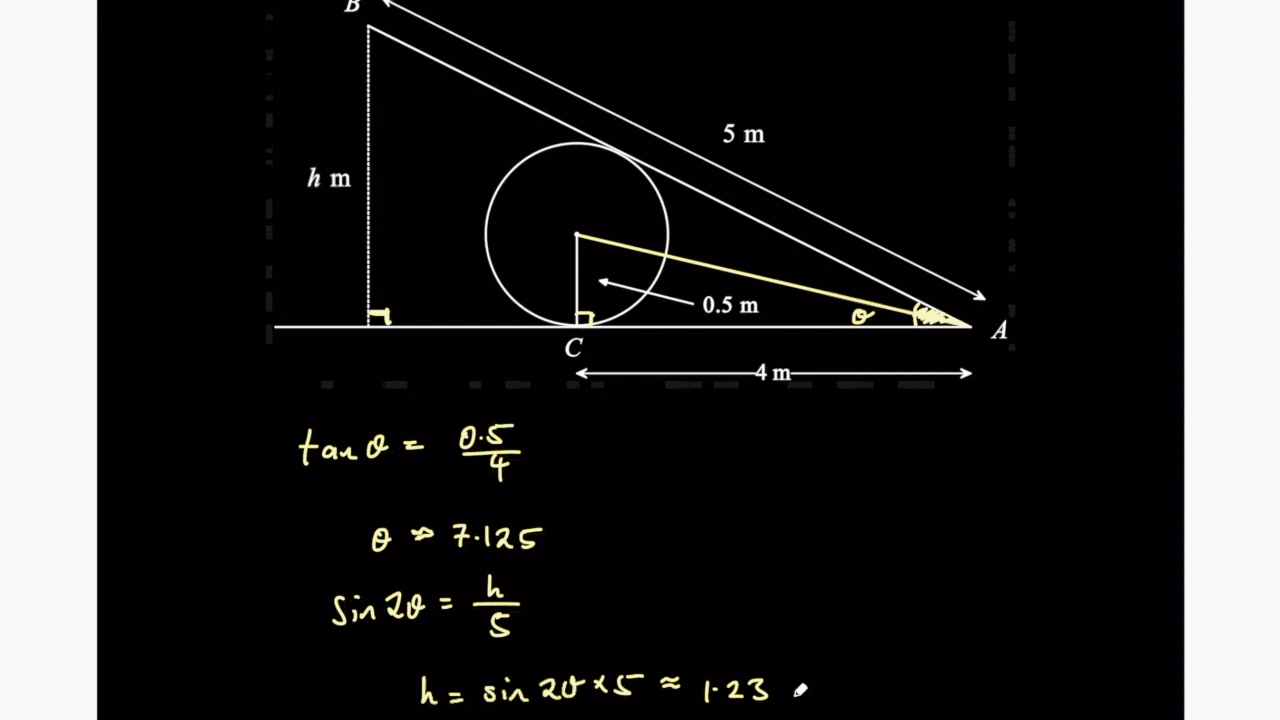 B
5 m
h m
0.5 m
θ
A
C
4 m
tan θ = 0.5/4
θ ≈ 7.125
sin 2θ = h/5
h = sin 2θ × 5 ≈ 1.23